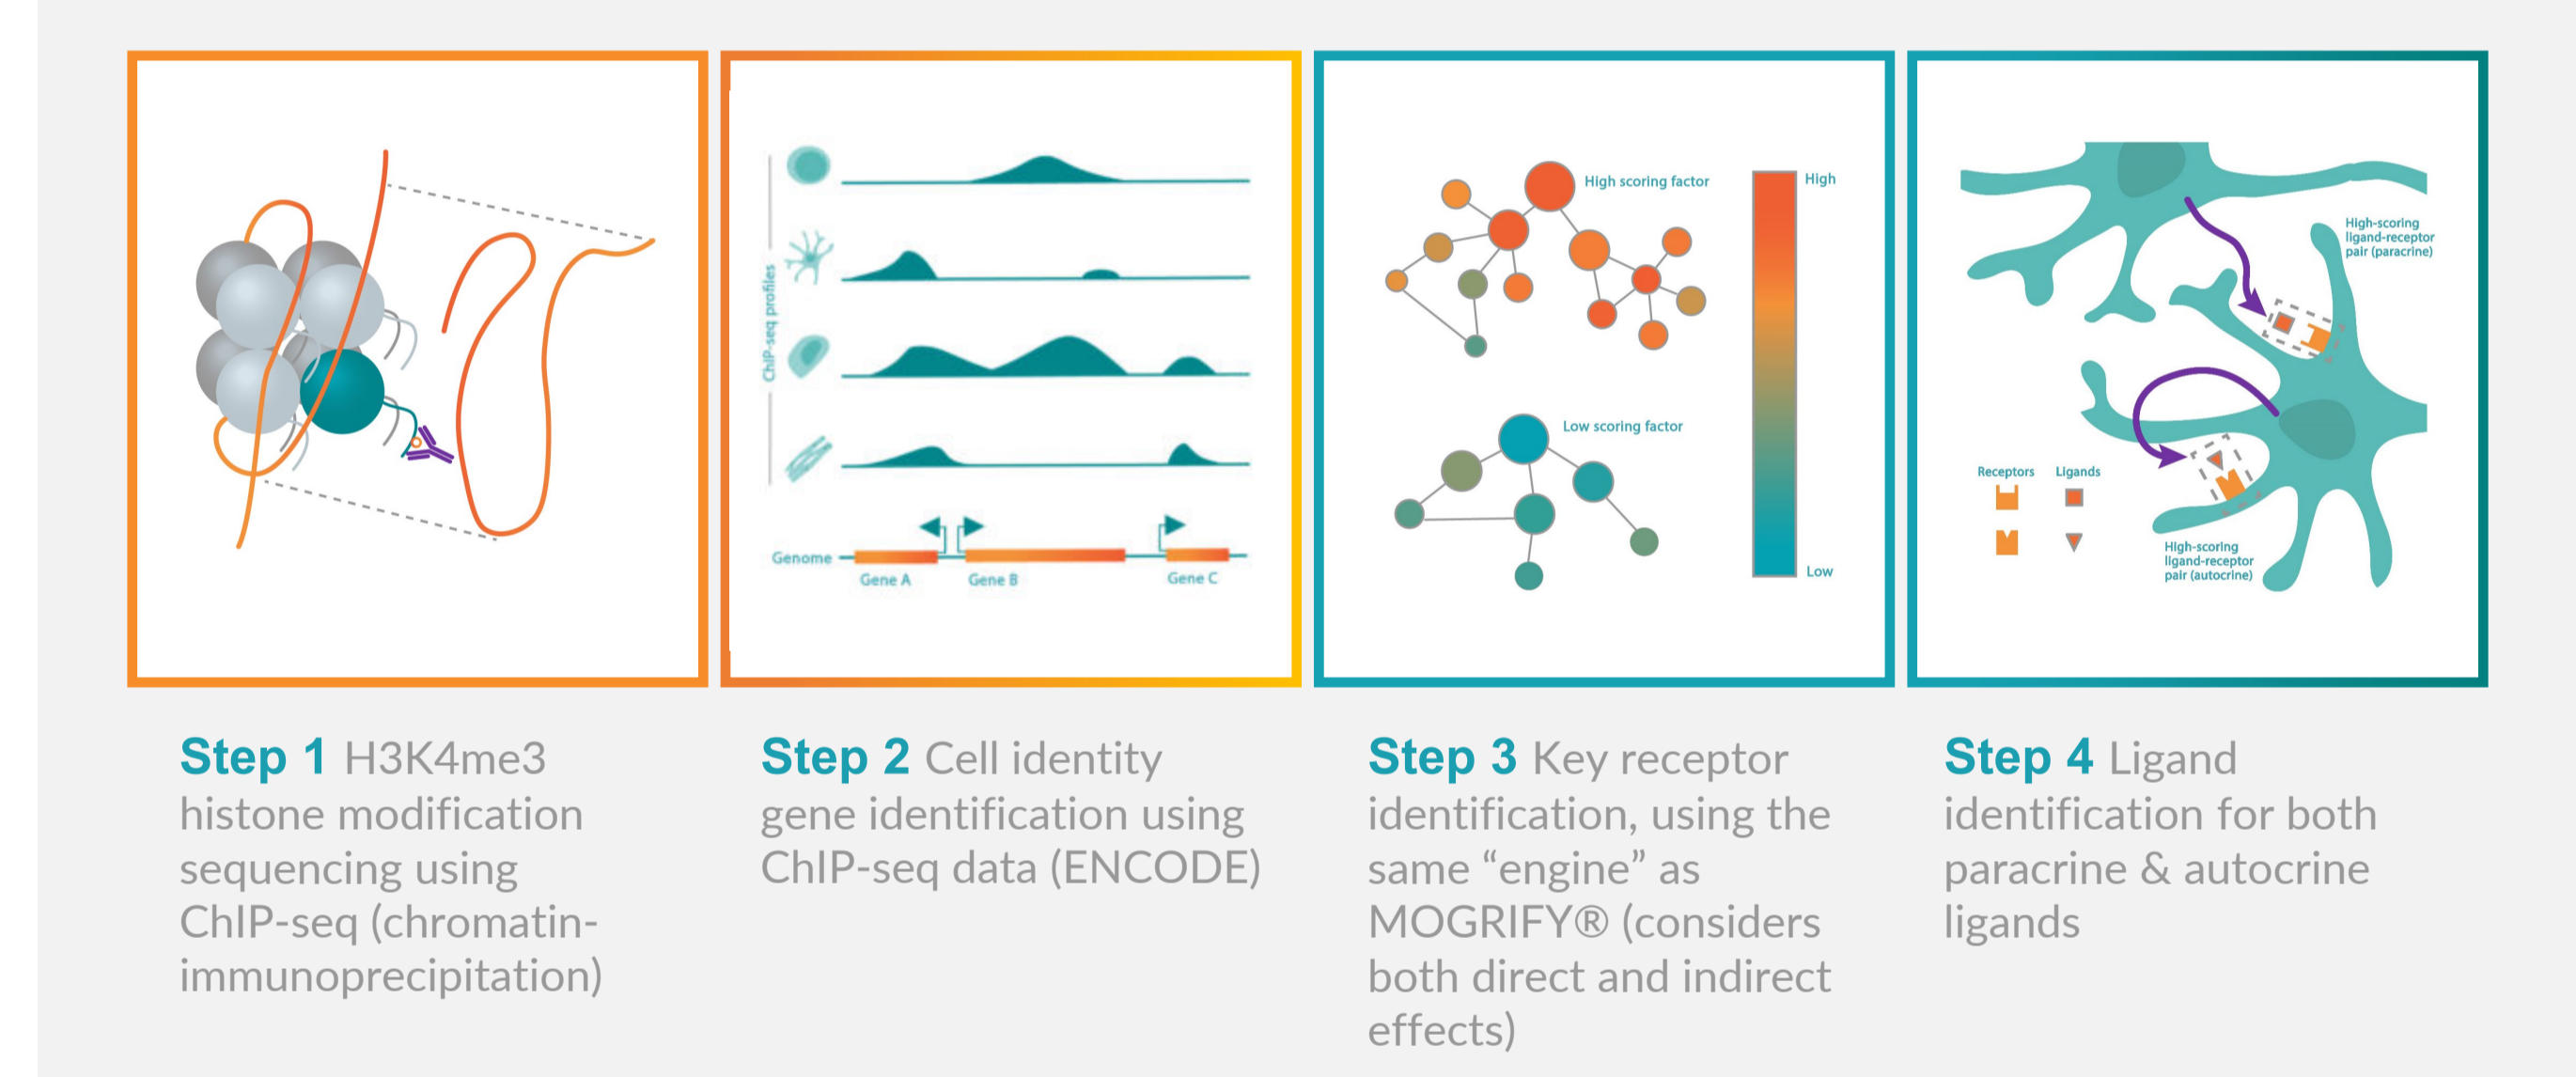 ChIP-seq profiles
Genome
Gene A
Gene B
Gene C
High scoring factor
High
Low scoring factor
Low
High-scoring
ligand-receptor
pair (paracrine)
Receptors
Ligands
High-scoring
ligand-receptor
pair (autocrine)
Step 1 H3K4me3
histone modification
sequencing using
ChIP-seq (chromatin-
immunoprecipitation)
Step 2 Cell identity
gene identification using
ChIP-seq data (ENCODE)
Step 3 Key receptor
identification, using the
same “engine” as
MOGRIFY® (considers
both direct and indirect
effects)
Step 4 Ligand
identification for both
paracrine & autocrine
ligands